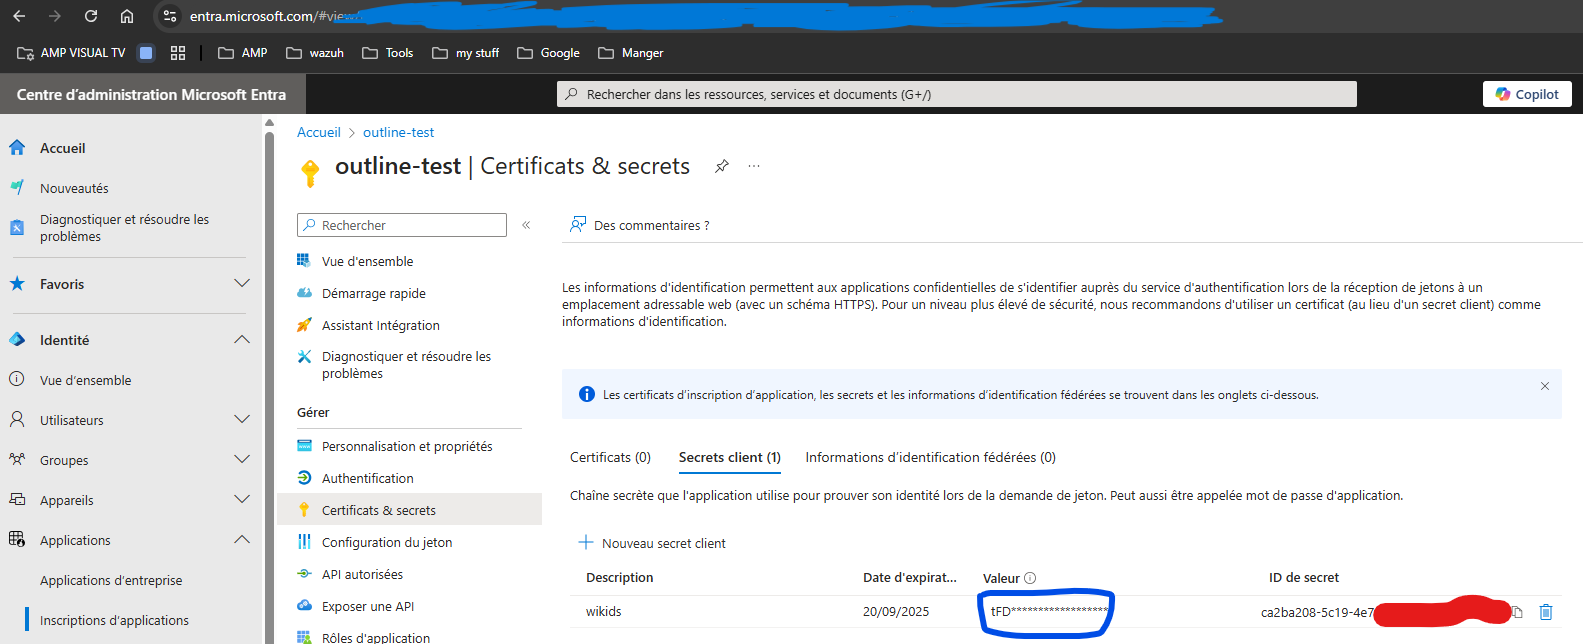 entra.microsoft.com/#view/
AMP VISUAL TV
AMP
wazuh
Tools
my stuff
Google
Manger
Centre d'administration Microsoft Entra
Rechercher dans les ressources, services et documents (G+/)
Copilot
Accueil
Nouveautés
Diagnostiquer et résoudre les
problèmes
Favoris
Identité
Vue d'ensemble
Utilisateurs
Groupes
Appareils
Applications
Applications d'entreprise
Inscriptions d'applications
Accueil > outline-test
outline-test | Certificats & secrets
Rechercher
Vue d'ensemble
Démarrage rapide
Assistant Intégration
Diagnostiquer et résoudre les
problèmes
Gérer
Personnalisation et propriétés
Authentification
Certificats & secrets
Configuration du jeton
API autorisées
Exposer une API
Rôles d'application
Des commentaires ?
Les informations d'identification permettent aux applications confidentielles de s'identifier auprès du service d'authentification lors de la réception de jetons à un
emplacement adressable web (avec un schéma HTTPS). Pour un niveau plus élevé de sécurité, nous recommandons d'utiliser un certificat (au lieu d'un secret client) comme
informations d'identification.
Les certificats d'inscription d'application, les secrets et les informations d'identification fédérées se trouvent dans les onglets ci-dessous.
Certificats (0)
Secrets client (1)
Informations d'identification fédérées (0)
Chaîne secrète que l'application utilise pour prouver son identité lors de la demande de jeton. Peut aussi être appelée mot de passe d'application.
Nouveau secret client
Description
Date d'expirat...
Valeur
ID de secret
wikids
20/09/2025
tFD******************
ca2ba208-5c19-4e7